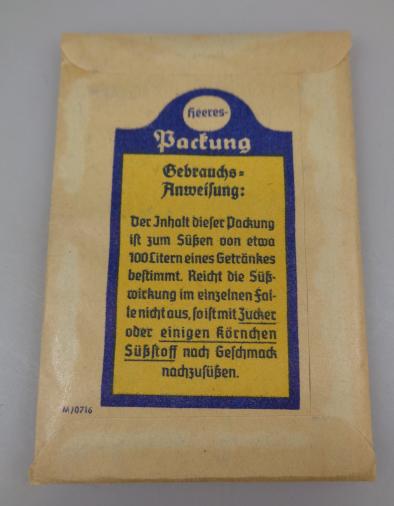 Heeres-
Packung
Gebrauchs=
Anweisung:
Der Inhalt dieser Packung
ist zum Süßen von etwa
100 Litern eines Getränkes
bestimmt. Reicht die Süß-
wirkung im einzelnen Fal-
le nicht aus, so ist mit Zucker
oder einigen Körnchen
Süßstoff nach Geschmack
nachzusüßen.
M/0716